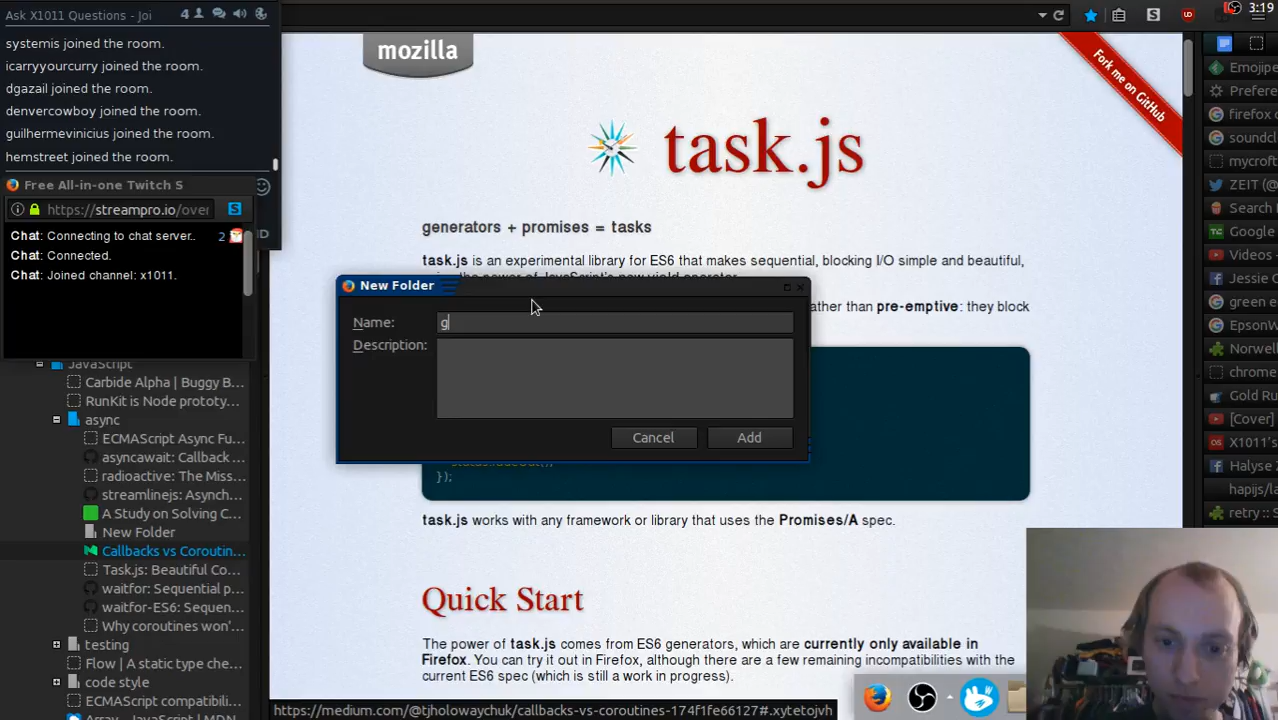 Ask X1011 Questions - Joi
4
systemis joined the room.
icarryyourcurry joined the room.
dgazail joined the room.
denvercowboy joined the room.
guilhermevinicius joined the room.
hemstreet joined the room.
Free All-in-one Twitch S
https://streampro.io/over
S
Chat: Connecting to chat server..
2
Chat: Connected.
Chat: Joined channel: x1011.
JavaScript
Carbide Alpha | Buggy B...
RunKit is Node prototy...
async
ECMAScript Async Fu...
asyncawait: Callback ...
radioactive: The Miss...
streamlinejs: Asynch...
A Study on Solving C...
New Folder
Callbacks vs Coroutin...
Task.js: Beautiful Co...
waitfor: Sequential p...
waitfor-ES6: Sequen...
Why coroutines won'...
testing
Flow | A static type che...
code style
ECMAScript compatibili...
mozilla
Fork me on GitHub
task.js
generators + promises = tasks
task.js is an experimental library for ES6 that makes sequential, blocking I/O simple and beautiful,
ather than pre-emptive: they block
New Folder
Name:
g
Description:
Cancel
Add
});
task.js works with any framework or library that uses the Promises/A spec.
Quick Start
The power of task.js comes from ES6 generators, which are currently only available in
Firefox. You can try it out in Firefox, although there are a few remaining incompatibilities with the
current ES6 spec (which is still a work in progress).
https://medium.com/@tjholowaychuk/callbacks-vs-coroutines-174f1fe66127#.xytetojvh
S
3:19
Emojipe
Prefere
firefox c
soundcl
mycroft
ZEIT (@
Search t
Google
Videos
Jessie C
green e
EpsonW
Norwell
chrome
Gold Ru
[Cover]
X1011's
Halyse 2
hapijs/la
retry :: S